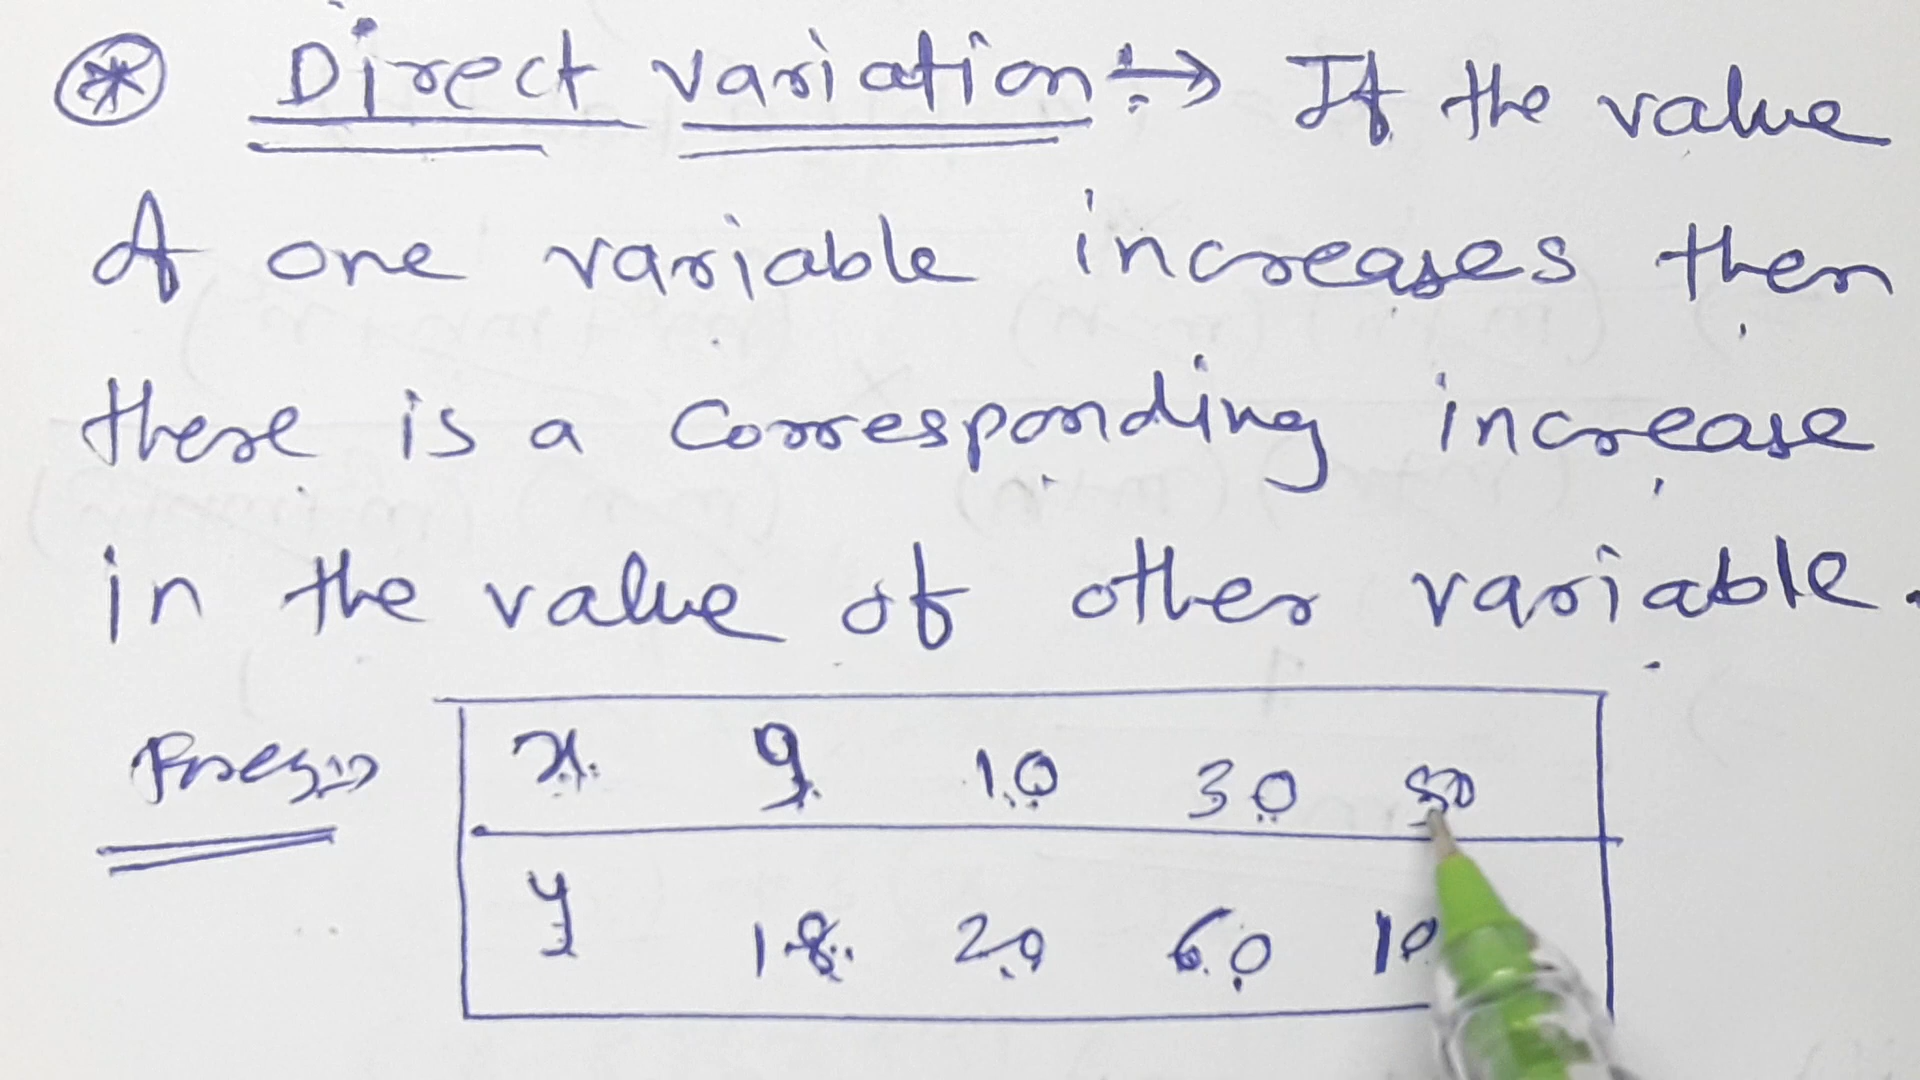 Direct variation :→ If the value
of one variable increases then
there is a corresponding increase
in the value of other variable.
x 9 10 30 50
y 18 20 60 10